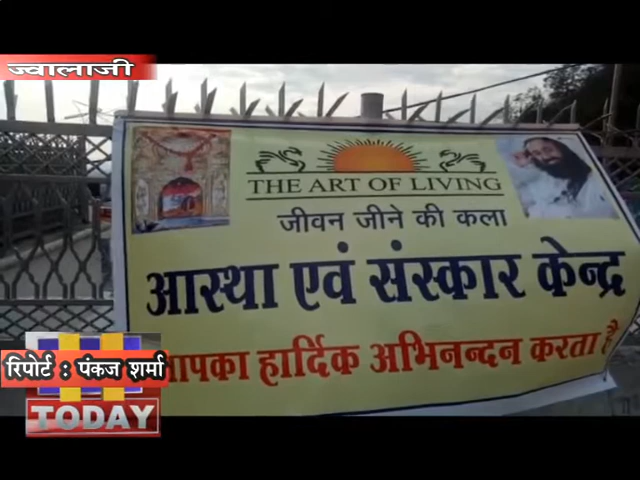 ज्वालाजी
THE ART OF LIVING
जीवन जीने की कला
आस्था एवं संस्कार केन्द्र
आपका हार्दिक अभिनन्दन करता है
रिपोर्ट : पंकज शर्मा
TODAY